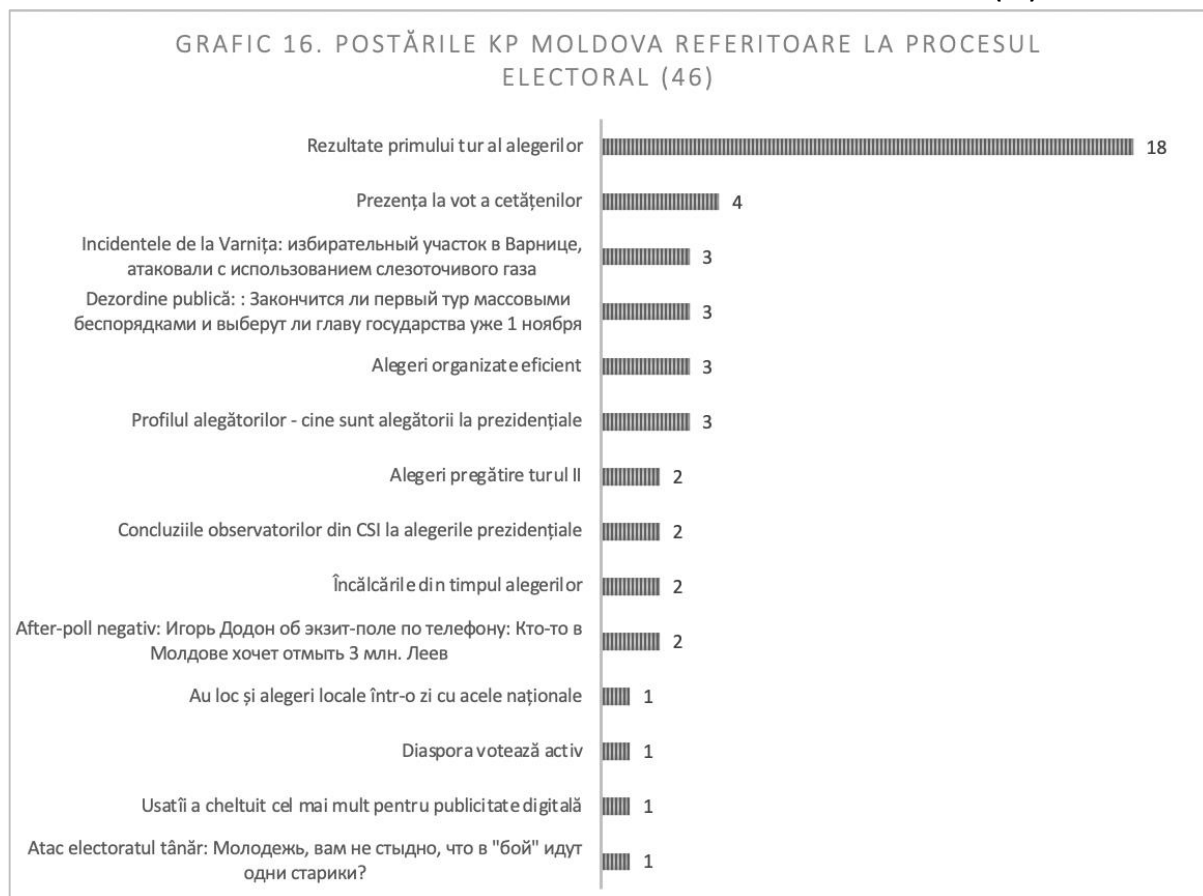 GRAFIC 16. POSTĂRILE KP MOLDOVA REFERITOARE LA PROCESUL
ELECTORAL (46)
Rezultate primului tur al alegerilor 18
Prezența la vot a cetățenilor 4
Incidentele de la Varnița: избирательный участок в Варнице,
атаковали с использованием слезоточивого газа 3
Dezordine publică: : Закончится ли первый тур массовыми
беспорядками и выберут ли главу государства уже 1 ноября 3
Alegeri organizate eficient 3
Profilul alegătorilor - cine sunt alegătorii la prezidențiale 3
Alegeri pregătire turul II 2
Concluziile observatorilor din CSI la alegerile prezidențiale 2
Încălcările din timpul alegerilor 2
After-poll negativ: Игорь Додон об экзит-поле по телефону: Кто-то в
Молдове хочет отмыть 3 млн. Леев 2
Au loc și alegeri locale într-o zi cu acele naționale 1
Diaspora votează activ 1
Usatîi a cheltuit cel mai mult pentru publicitate digitală 1
Atac electoratul tânăr: Молодежь, вам не стыдно, что в "бой" идут
одни старики? 1